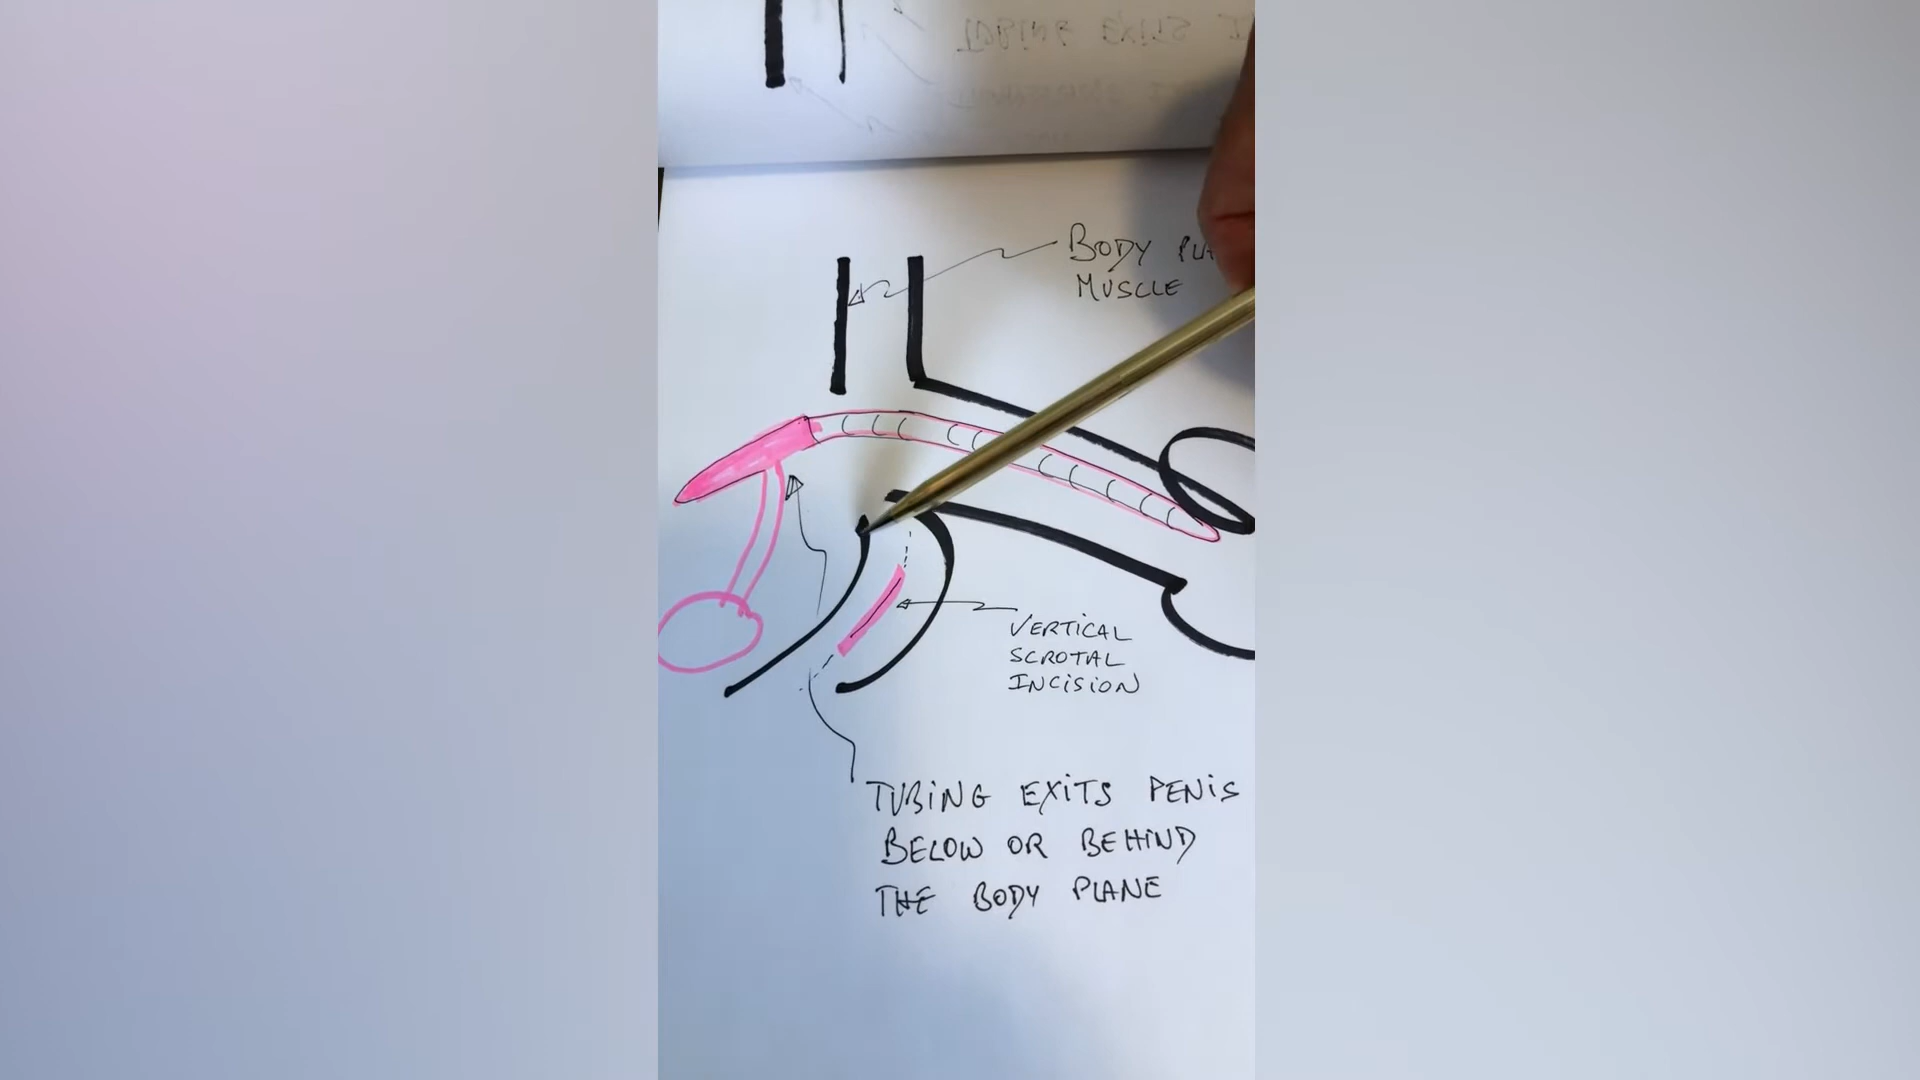 BODY
MUSCLE
VERTICAL
SCROTAL
INCISION
TUBING EXITS PENIS
BELOW OR BEHIND
THE BODY PLANE